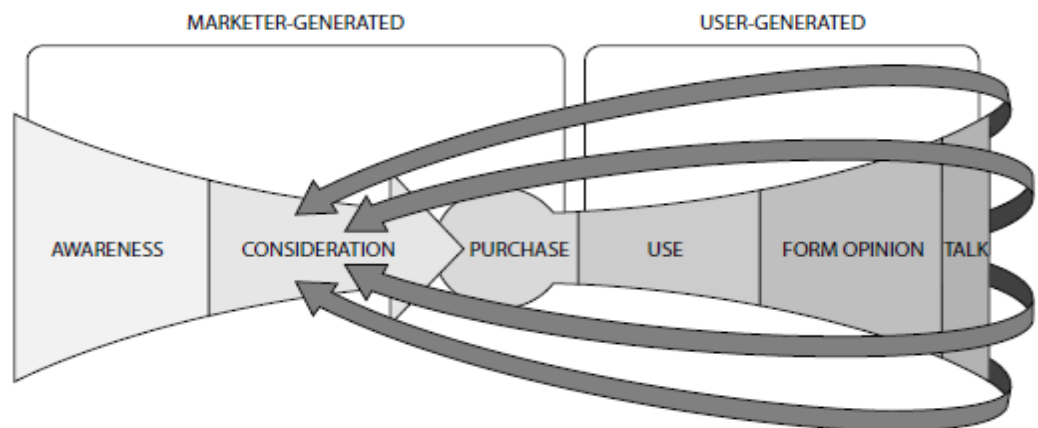 MARKETER-GENERATED
USER-GENERATED
AWARENESS
CONSIDERATION
PURCHASE
USE
FORM OPINION
TALK